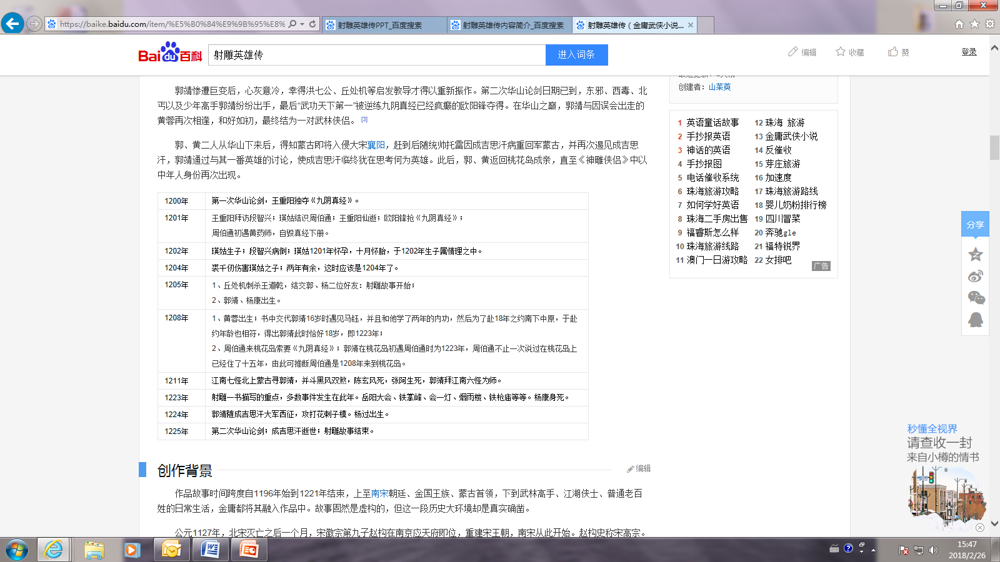 https://baike.baidu.com/item/%E5%B0%84%E9%9B%95%E8%
射雕英雄传PPT_百度搜索
射雕英雄传内容简介_百度搜索
射雕英雄传（金庸武侠小说...
Bai du 百科
射雕英雄传
进入词条
编辑
收藏
赞
登录
郭靖惨遭巨变后，心灰意冷，幸得洪七公、丘处机等启发教导才得以重新振作。第二次华山论剑日期已到，东邪、西毒、北
丐以及少年高手郭靖纷纷出手，最后“武功天下第一”被逆练九阴真经已经疯癫的欧阳锋夺得。在华山之巅，郭靖与因误会出走的
黄蓉再次相逢，和好如初，最终结为一对武林侠侣。 [3]
郭、黄二人从华山下来后，得知蒙古即将入侵大宋襄阳，赶到后随统帅托雷因成吉思汗病重回军蒙古，并再次遏见成吉思
汗，郭靖通过与其一番英雄的讨论，使成吉思汗临终犹在思考何为英雄。此后，郭、黄返回桃花岛成亲，直至《神雕侠侣》中以
中年人身份再次出现。
1200年 第一次华山论剑，王重阳独夺《九阴真经》。
1201年 王重阳拜访段智兴；瑛姑结识周伯通；王重阳仙逝；欧阳锋抢《九阴真经》；
周伯通初遇黄药师，自毁真经下册。
1202年 瑛姑生子；段智兴病倒；瑛姑1201年怀孕，十月怀胎，于1202年生子属情理之中。
1204年 裘千仞伤害瑛姑之子；两年有余，这时应该是1204年了。
1205年 1、丘处机刺杀王道乾，结交郭、杨二位好友：射雕故事开始；
2、郭靖、杨康出生。
1208年 1、黄蓉出生；书中交代郭靖16岁时遇见马钰，并且和他学了两年的内功，然后为了赴18年之约南下中原，于赴
约年龄也相符，得出郭靖此时恰好18岁，即1223年；
2、周伯通来桃花岛索要《九阴真经》；郭靖在桃花岛初遇周伯通时为1223年，周伯通不止一次说过在桃花岛上
已经住了十五年，由此可推断周伯通是1208年来到桃花岛。
1211年 江南七怪北上蒙古寻郭靖，并斗黑风双煞，陈玄风死，张阿生死，郭靖拜江南六怪为师。
1223年 射雕一书描写的重点，多数事件发生在此年。岳阳大会、铁掌峰、会一灯、烟雨楼、铁枪庙等等。杨康身死。
1224年 郭靖随成吉思汗大军西征，攻打花剌子模。杨过出生。
1225年 第二次华山论剑；成吉思汗逝世；射雕故事结束。
创作背景
编辑
作品故事时间跨度自1196年始到1221年结束，上至南宋朝廷、金国王族、蒙古首领，下到武林高手、江湖侠士、普通老百
姓的日常生活，金庸都将其融入作品中。故事固然是虚构的，但这一段历史大环境却是真实确凿。
公元1127年，北宋灭亡之后一个月，宋徽宗第九子赵构在南京应天府即位，重建宋王朝，南宋从此开始。赵构史称宋高宗。
创建者：山茱萸
1 英语童话故事 12 珠海 旅游
2 手抄报英语 13 金庸武侠小说
3 神话的英语 14 反催收
4 手抄报图 15 芽庄旅游
5 电话催收系统 16 加速度
6 珠海旅游攻略 17 珠海旅游路线
7 如何学好英语 18 婴儿奶粉排行榜
8 珠海二手房出售 19 四川冒菜
9 福睿斯怎么样 20 奔驰gle
10 珠海旅游线路 21 福特锐界
11 澳门一日游攻略 22 女排吧
广告
分享
秒懂全视界
请查收一封
来自小樽的情书
15:47
2018/2/26